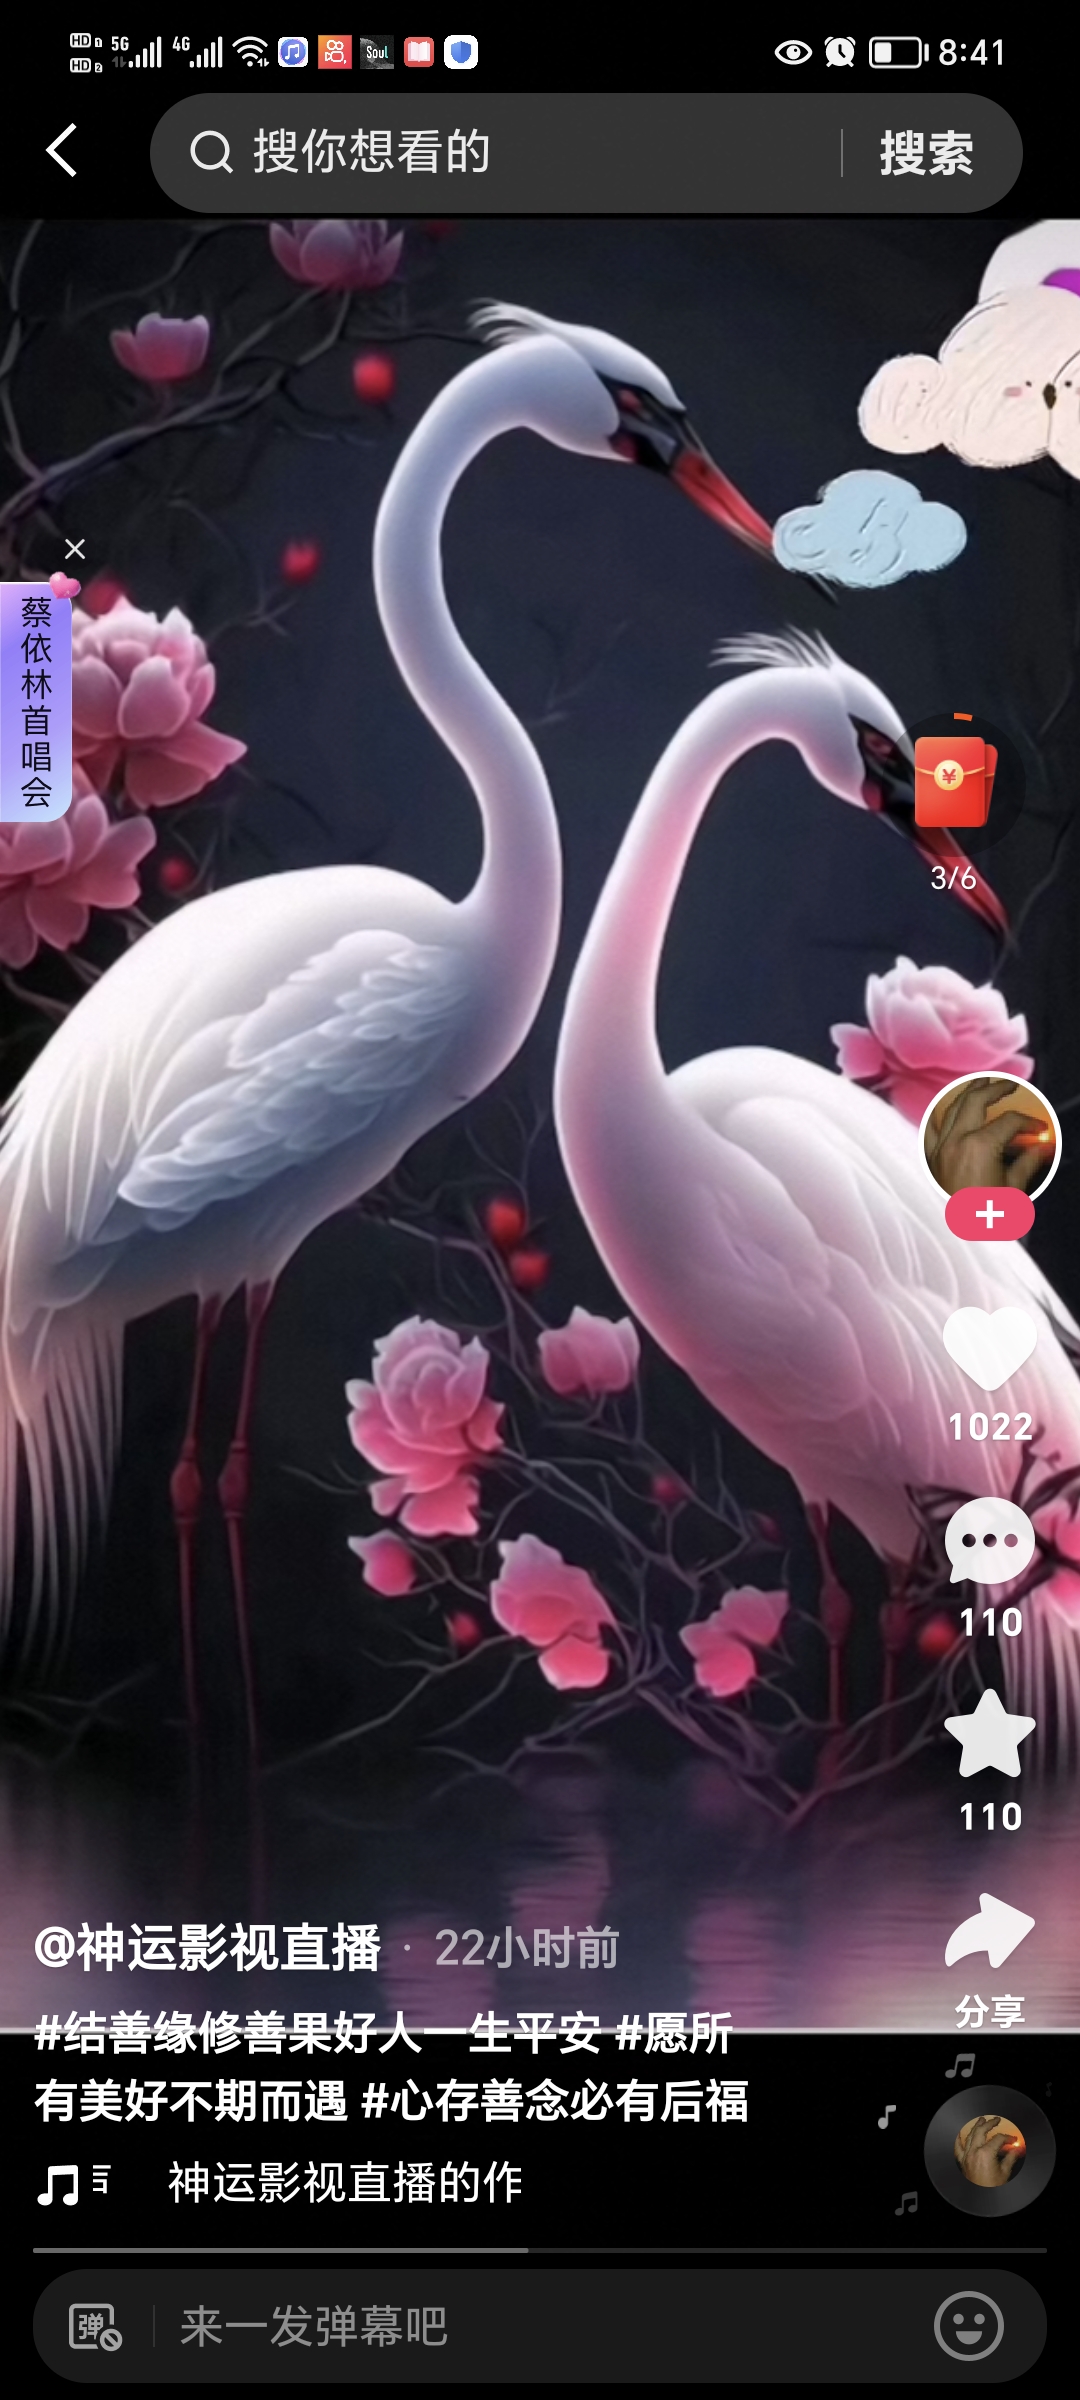 HD 1 5G 4G Soul 8:41
HD 2
搜你想看的 搜索
蔡依林首唱会
¥
3/6
1022
110
110
分享
@神运影视直播 · 22小时前
#结善缘修善果好人一生平安 #愿所
有美好不期而遇 #心存善念必有后福
神运影视直播的作
弹 来一发弹幕吧